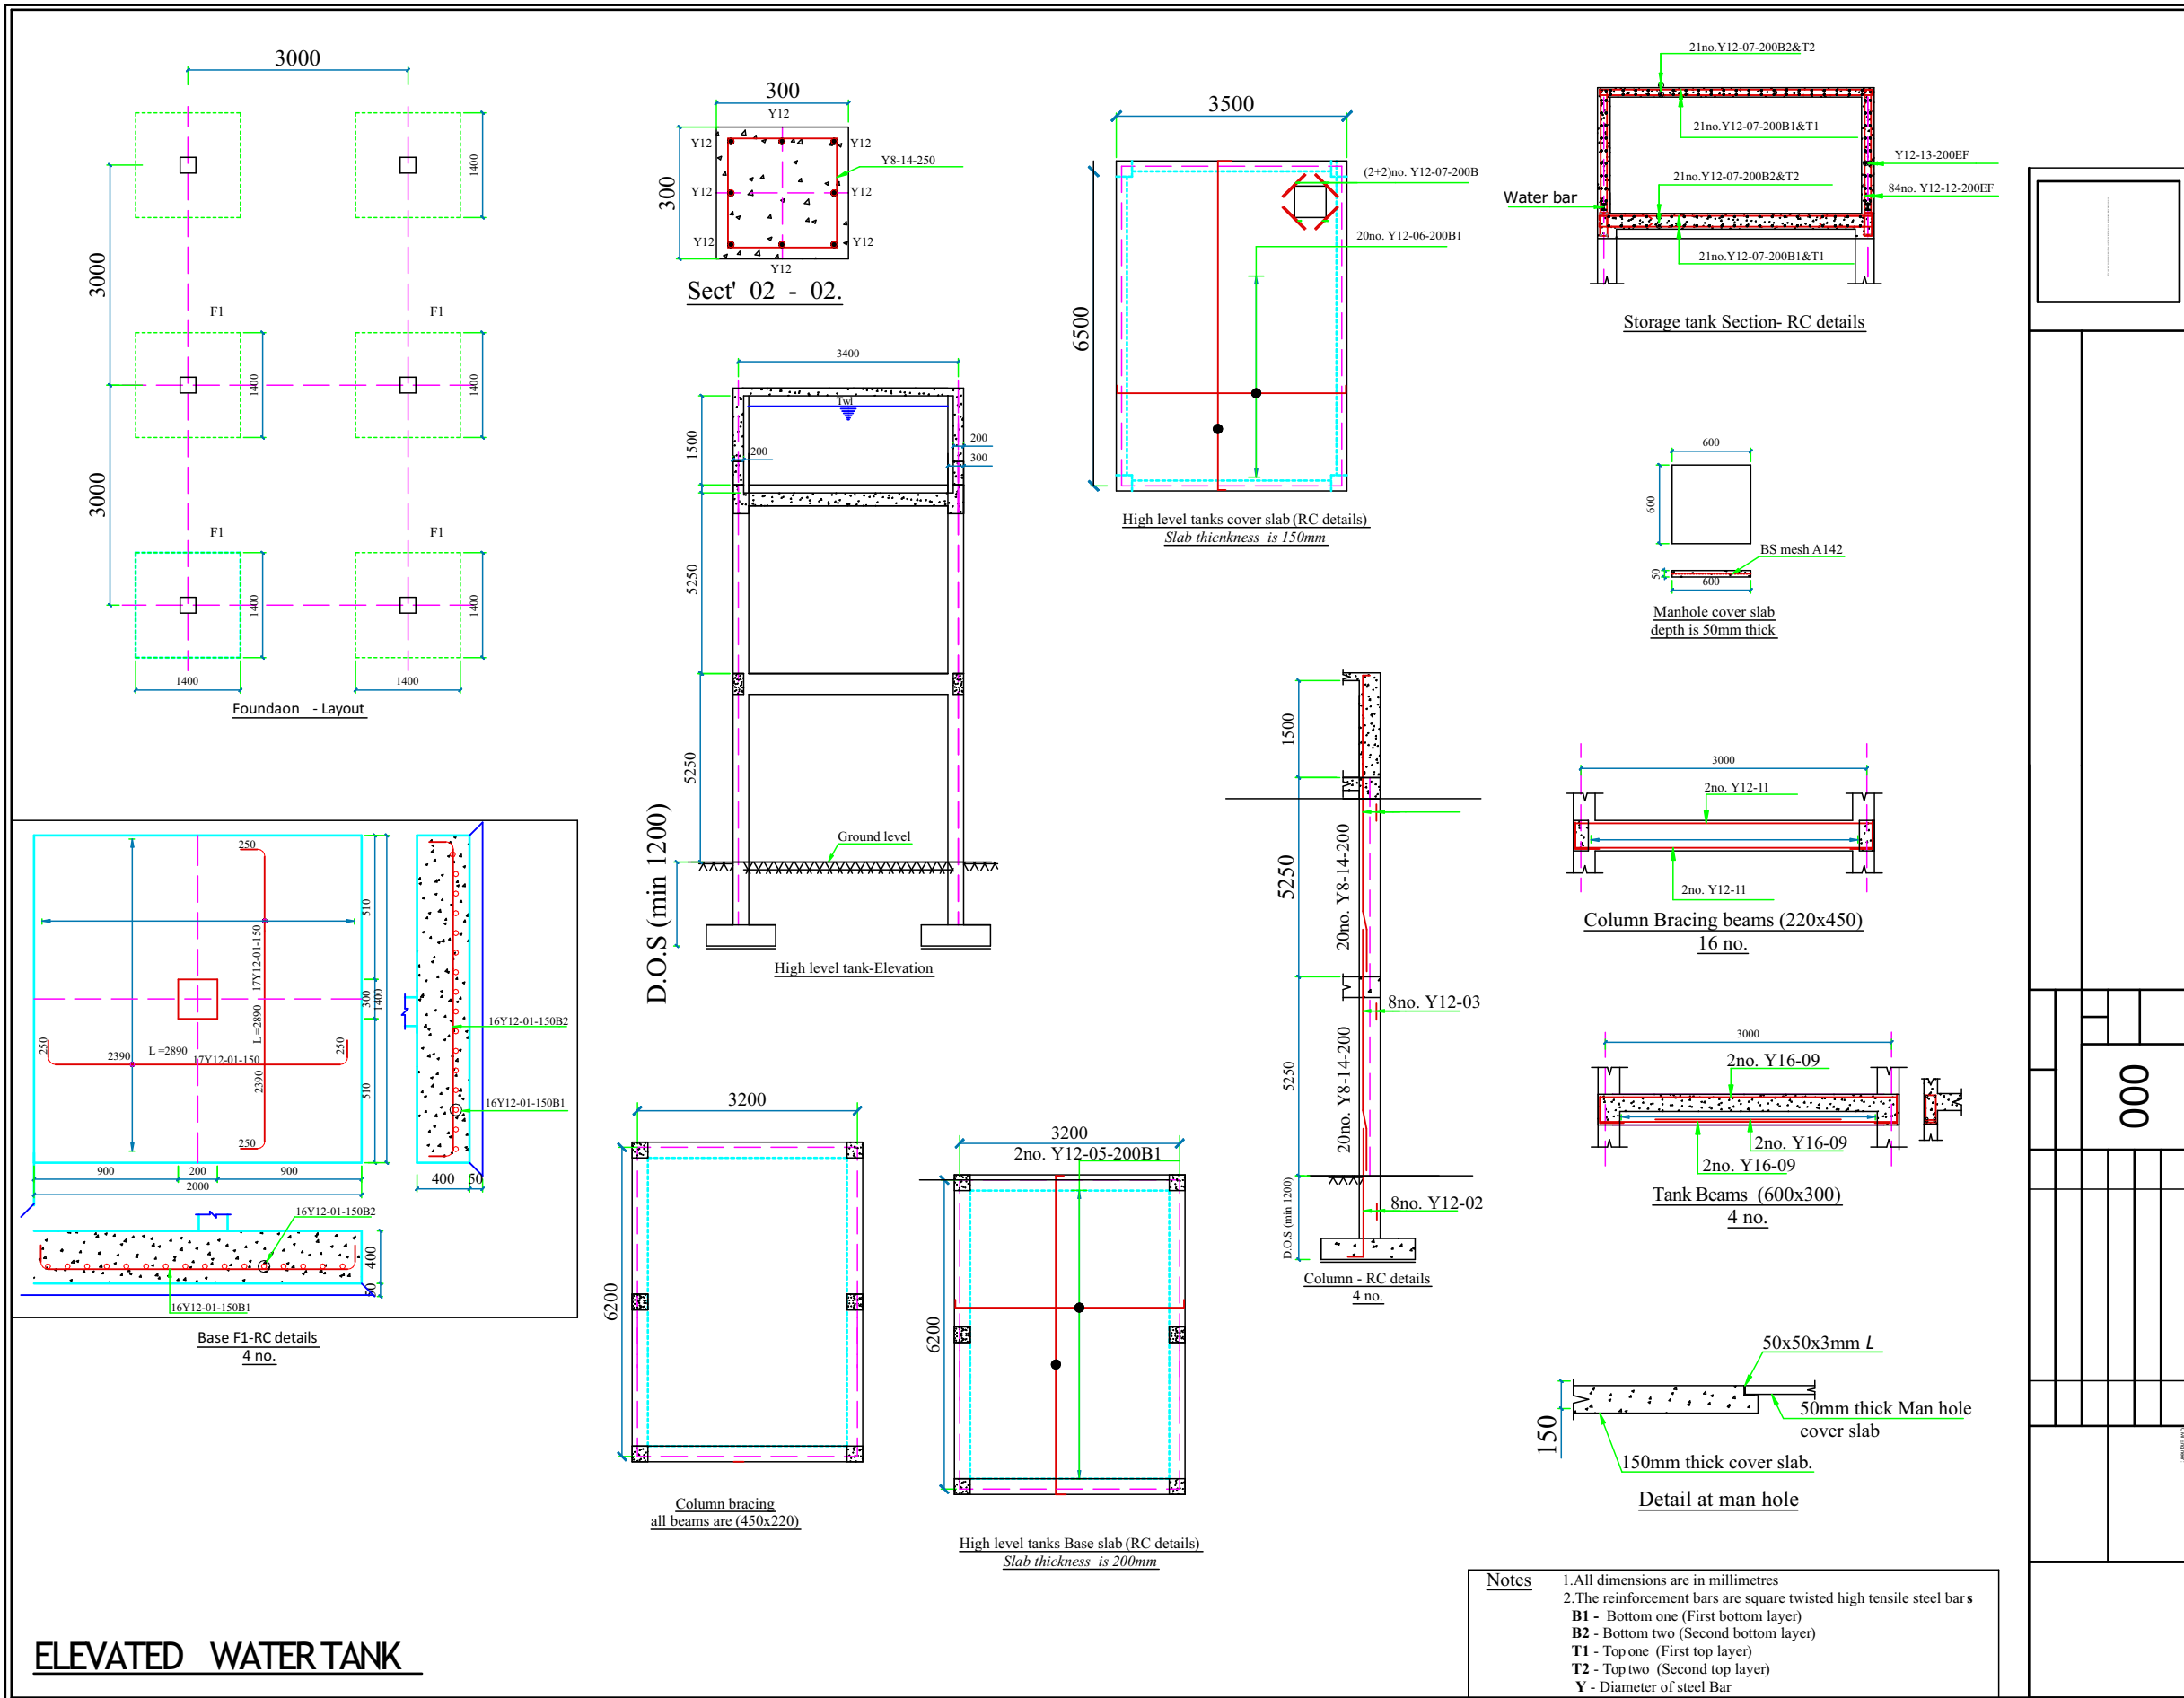 3000
3000
3000
1400
F1
F1
1400
1400
F1
F1
1400
1400
1400
1400
Foundaon - Layout
300
300
Y12
Y12
Y12
Y12
Y12
Y12
Y12
Y12
Y8-14-250
Sect' 02 - 02.
3400
Twl
1500
200
200
300
5250
5250
D.O.S (min 1200)
Ground level
High level tank-Elevation
3500
6500
(2+2)no. Y12-07-200B
20no. Y12-06-200B1
High level tanks cover slab (RC details)
Slab thicnkness is 150mm
21no.Y12-07-200B2&T2
21no.Y12-07-200B1&T1
Y12-13-200EF
21no.Y12-07-200B2&T2
84no. Y12-12-200EF
Water bar
21no.Y12-07-200B1&T1
Storage tank Section- RC details
600
600
BS mesh A142
50
600
Manhole cover slab
depth is 50mm thick
250
510
17Y12-01-150
L =2890
300
1400
250
2390
L =2890
17Y12-01-150
250
2390
510
250
900
200
900
2000
400
50
16Y12-01-150B2
16Y12-01-150B1
16Y12-01-150B2
400
50
16Y12-01-150B1
Base F1-RC details
4 no.
3200
6200
Column bracing
all beams are (450x220)
3200
2no. Y12-05-200B1
6200
High level tanks Base slab (RC details)
Slab thickness is 200mm
1500
5250
20no. Y8-14-200
8no. Y12-03
5250
20no. Y8-14-200
8no. Y12-02
D.O.S (min 1200)
Column - RC details
4 no.
3000
2no. Y12-11
2no. Y12-11
Column Bracing beams (220x450)
16 no.
3000
2no. Y16-09
2no. Y16-09
2no. Y16-09
Tank Beams (600x300)
4 no.
50x50x3mm L
150
50mm thick Man hole
cover slab
150mm thick cover slab.
Detail at man hole
000
Notes
1.All dimensions are in millimetres
2.The reinforcement bars are square twisted high tensile steel bars
B1 - Bottom one (First bottom layer)
B2 - Bottom two (Second bottom layer)
T1 - Top one (First top layer)
T2 - Top two (Second top layer)
Y - Diameter of steel Bar
ELEVATED WATER TANK